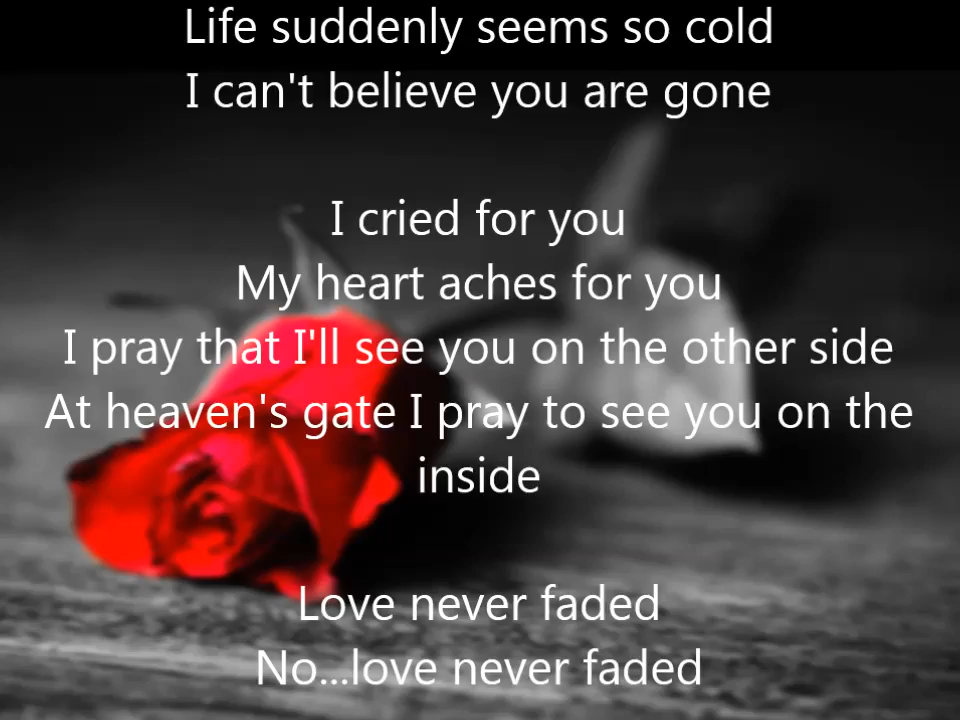 Life suddenly seems so cold
I can't believe you are gone
I cried for you
My heart aches for you
I pray that I'll see you on the other side
At heaven's gate I pray to see you on the
inside
Love never faded
No...love never faded